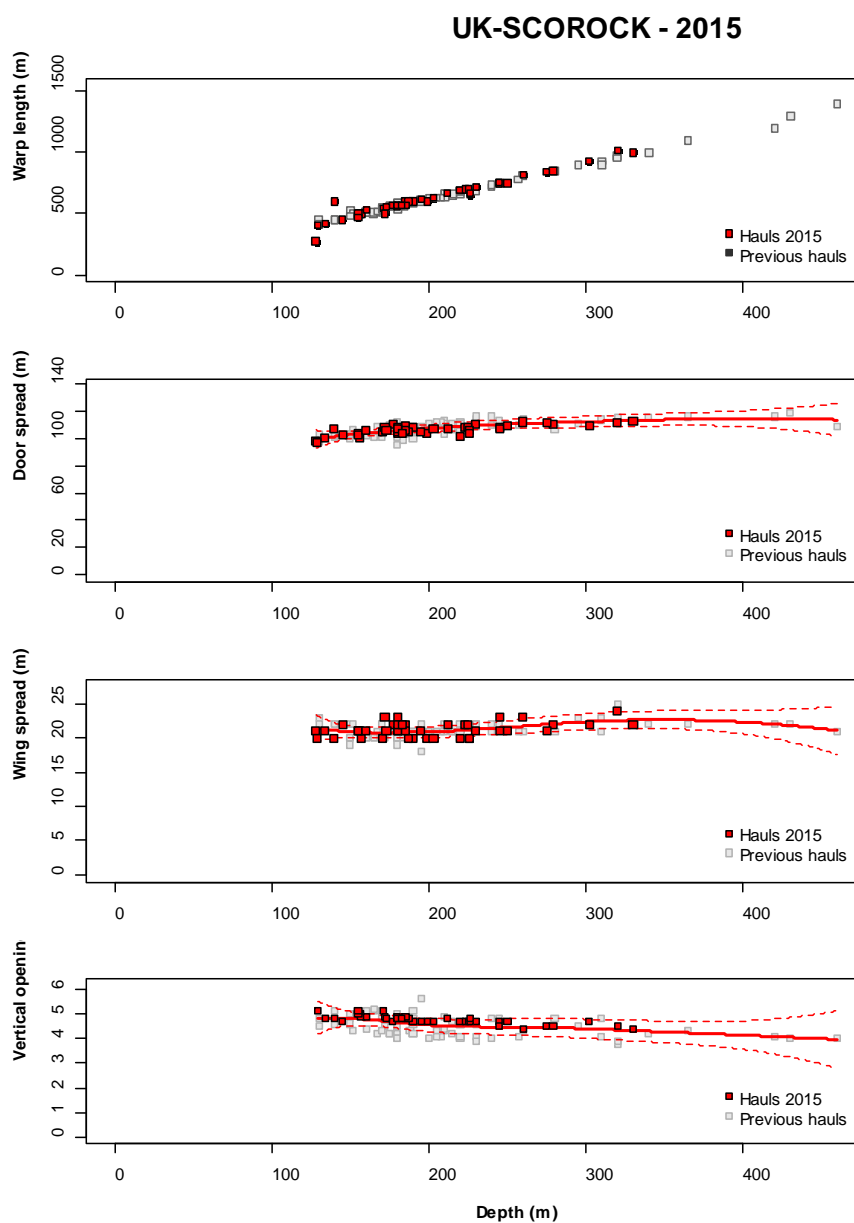 UK-SCOROCK - 2015
Warp length (m)
1500
1000
500
0
Hauls 2015
Previous hauls
0 100 200 300 400
Door spread (m)
140
100
60
20
0
Hauls 2015
Previous hauls
0 100 200 300 400
Wing spread (m)
25
20
15
10
5
0
Hauls 2015
Previous hauls
0 100 200 300 400
Vertical openin
6
5
4
3
2
1
0
Hauls 2015
Previous hauls
0 100 200 300 400
Depth (m)